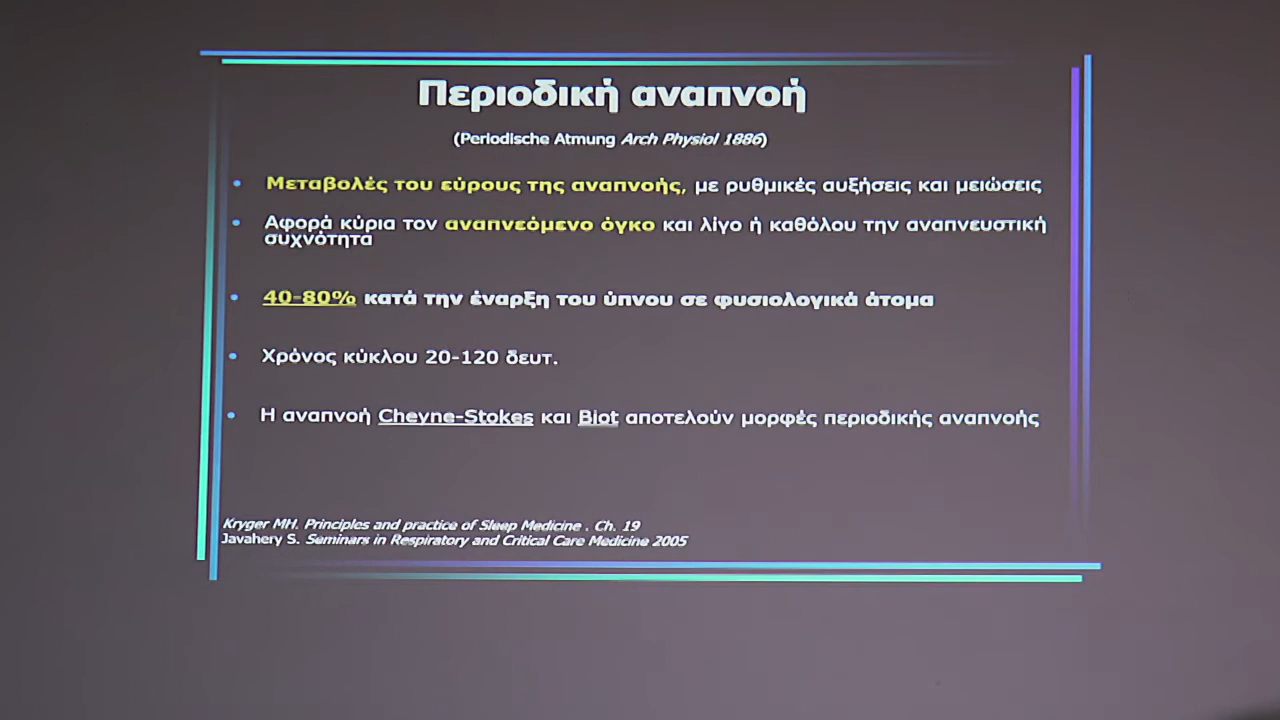 Περιοδική αναπνοή
(Periodische Atmung Arch Physiol 1886)
• Μεταβολές του εύρους της αναπνοής, με ρυθμικές αυξήσεις και μειώσεις
• Αφορά κύρια τον αναπνεόμενο όγκο και λίγο ή καθόλου την αναπνευστική
συχνότητα
• 40-80% κατά την έναρξη του ύπνου σε φυσιολογικά άτομα
• Χρόνος κύκλου 20-120 δευτ.
• Η αναπνοή Cheyne-Stokes και Biot αποτελούν μορφές περιοδικής αναπνοής
Kryger MH. Principles and practice of Sleep Medicine . Ch. 19
Javahery S. Seminars in Respiratory and Critical Care Medicine 2005